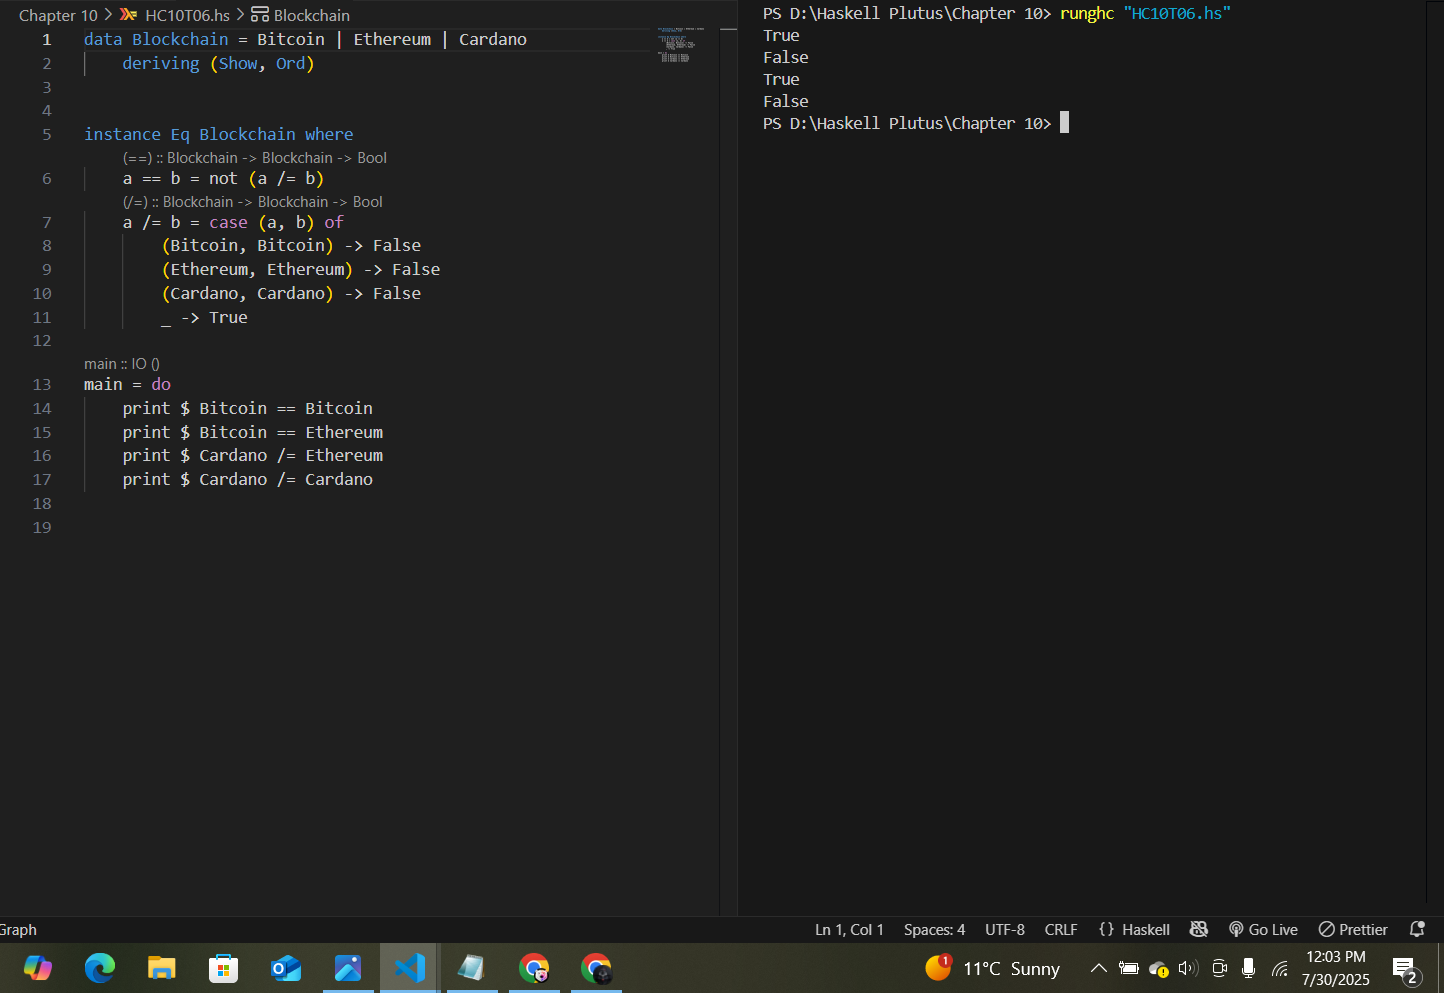 Chapter 10 > HC10T06.hs > Blockchain
1 data Blockchain = Bitcoin | Ethereum | Cardano
2 deriving (Show, Ord)
3
4
5 instance Eq Blockchain where
(==) :: Blockchain -> Blockchain -> Bool
6 a == b = not (a /= b)
(/=) :: Blockchain -> Blockchain -> Bool
7 a /= b = case (a, b) of
8 (Bitcoin, Bitcoin) -> False
9 (Ethereum, Ethereum) -> False
10 (Cardano, Cardano) -> False
11 _ -> True
12
main :: IO ()
13 main = do
14 print $ Bitcoin == Bitcoin
15 print $ Bitcoin == Ethereum
16 print $ Cardano /= Ethereum
17 print $ Cardano /= Cardano
18
19
PS D:\Haskell Plutus\Chapter 10> runghc "HC10T06.hs"
True
False
True
False
PS D:\Haskell Plutus\Chapter 10>
Graph Ln 1, Col 1 Spaces: 4 UTF-8 CRLF {} Haskell Go Live Prettier
1 11°C Sunny
12:03 PM
7/30/2025
2